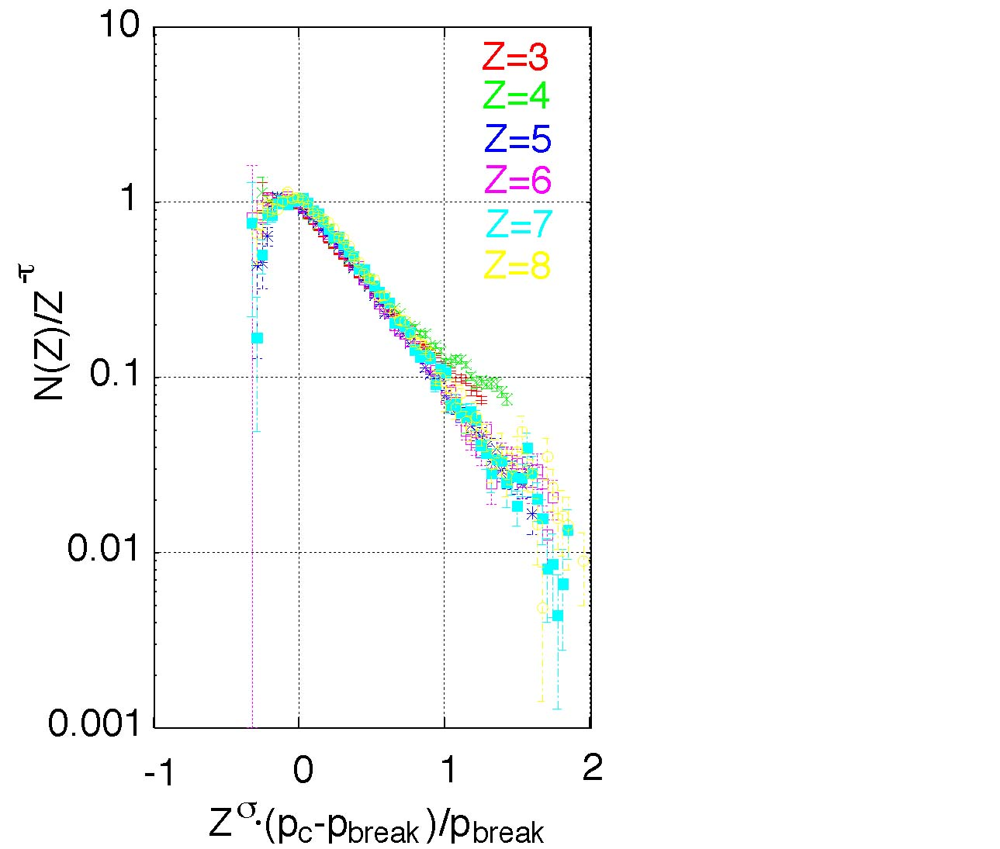 10
1
0.1
0.01
0.001
N(Z)/Z^-τ
Z=3
Z=4
Z=5
Z=6
Z=7
Z=8
-1 0 1 2
Z^σ·(p_c-p_break)/p_break